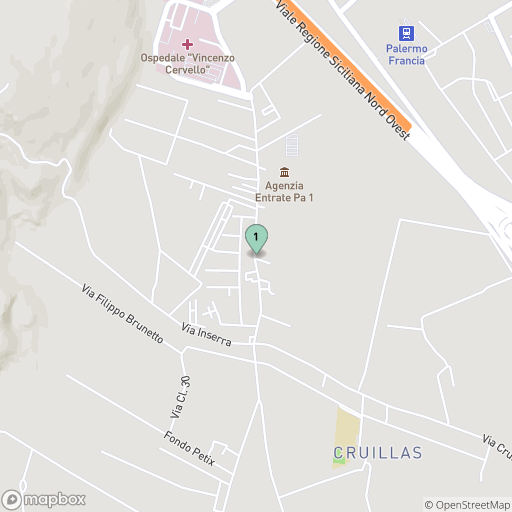 Viale Regione Siciliana Nord Ovest
Ospedale "Vincenzo
Cervello"
Palermo
Francia
Agenzia
Entrate Pa 1
1
Via Filippo Brunetto
Via Inserra
Via Cl. 30
Fondo Petix
CRUILLAS
Via Cru
mapbox
© OpenStreetMap